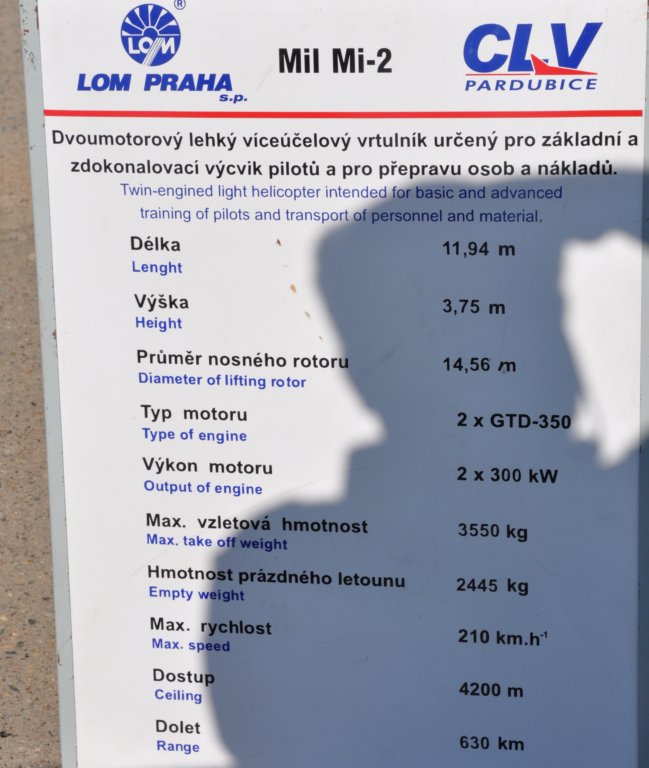 ®
LOM
LOM PRAHA
s.p.
Mil Mi-2
CLV
PARDUBICE
Dvoumotorový lehký víceúčelový vrtulník určený pro základní a
zdokonalovací výcvik pilotů a pro přepravu osob a nákladů.
Twin-engined light helicopter intended for basic and advanced
training of pilots and transport of personnel and material.
Délka 11,94 m
Lenght
Výška 3,75 m
Height
Průměr nosného rotoru 14,56 m
Diameter of lifting rotor
Typ motoru 2 x GTD-350
Type of engine
Výkon motoru 2 x 300 kW
Output of engine
Max. vzletová hmotnost 3550 kg
Max. take off weight
Hmotnost prázdného letounu 2445 kg
Empty weight
Max. rychlost 210 km.h⁻¹
Max. speed
Dostup 4200 m
Ceiling
Dolet 630 km
Range